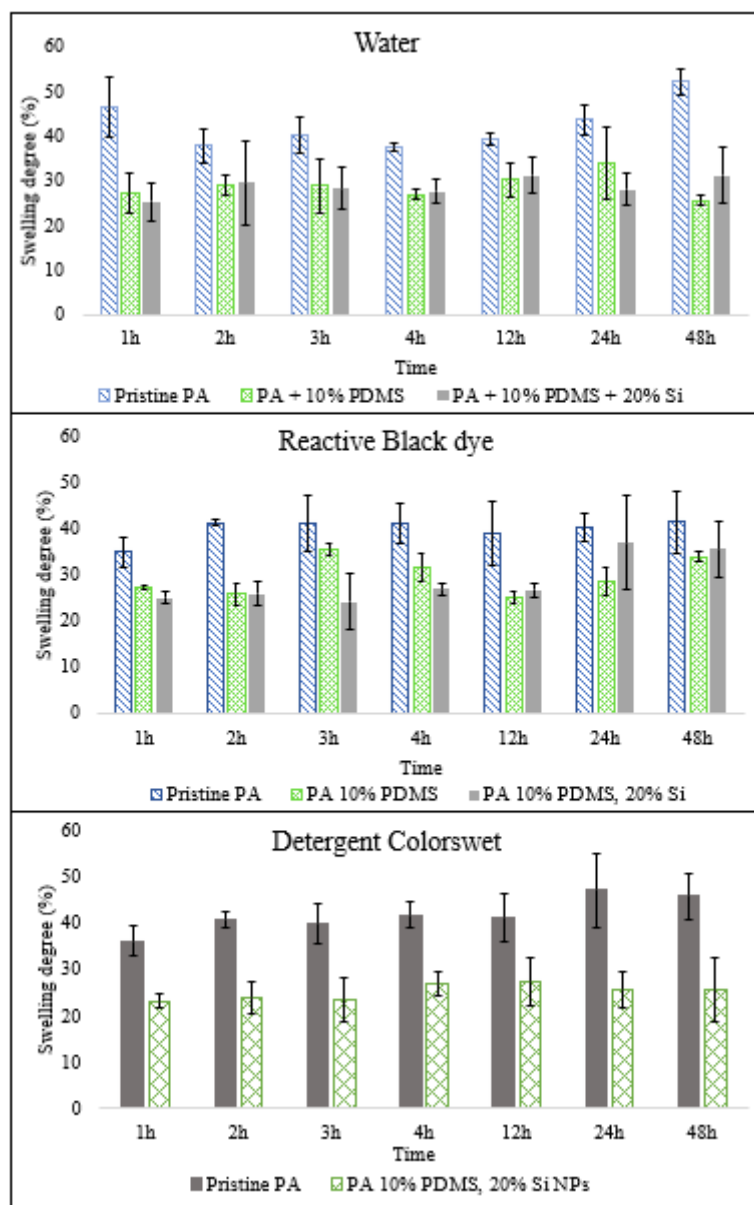 Water
Swelling degree (%)
60
50
40
30
20
10
0
1h 2h 3h 4h 12h 24h 48h
Time
Pristine PA PA + 10% PDMS PA + 10% PDMS + 20% Si
Reactive Black dye
Swelling degree (%)
60
50
40
30
20
10
0
1h 2h 3h 4h 12h 24h 48h
Time
Pristine PA PA 10% PDMS PA 10% PDMS, 20% Si
Detergent Colorswet
Swelling degree (%)
60
50
40
30
20
10
0
1h 2h 3h 4h 12h 24h 48h
Time
Pristine PA PA 10% PDMS, 20% Si NPs